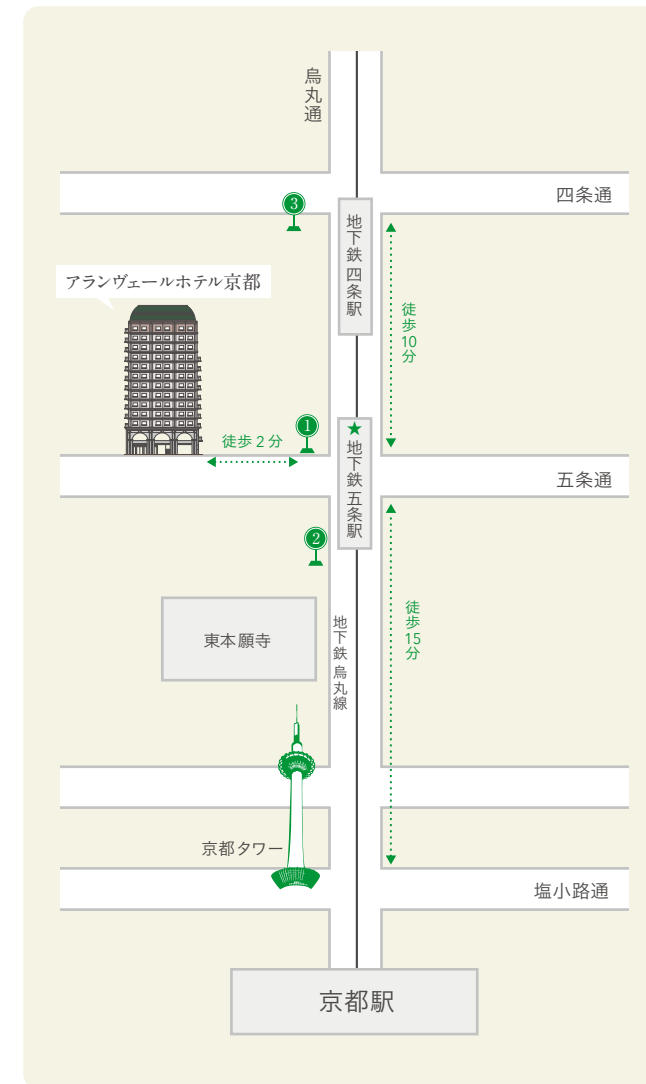 烏丸通
四条通
3
地下鉄 四条駅
アランヴェールホテル京都
徒歩10分
1
徒歩2分
★地下鉄 五条駅
五条通
2
東本願寺
地下鉄 烏丸線
徒歩15分
京都タワー
塩小路通
京都駅